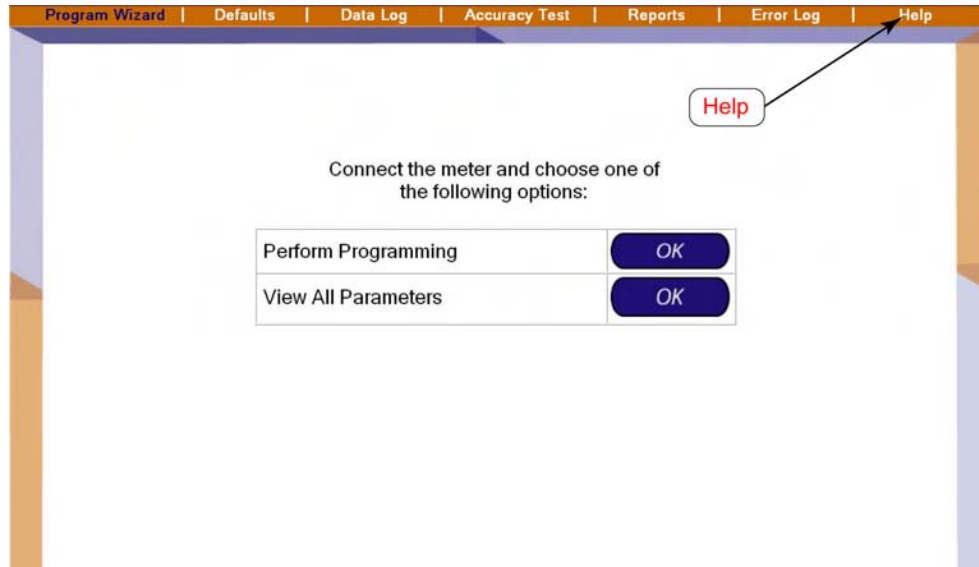 Program Wizard | Defaults | Data Log | Accuracy Test | Reports | Error Log | Help
Help
Connect the meter and choose one of
the following options:
Perform Programming OK
View All Parameters OK